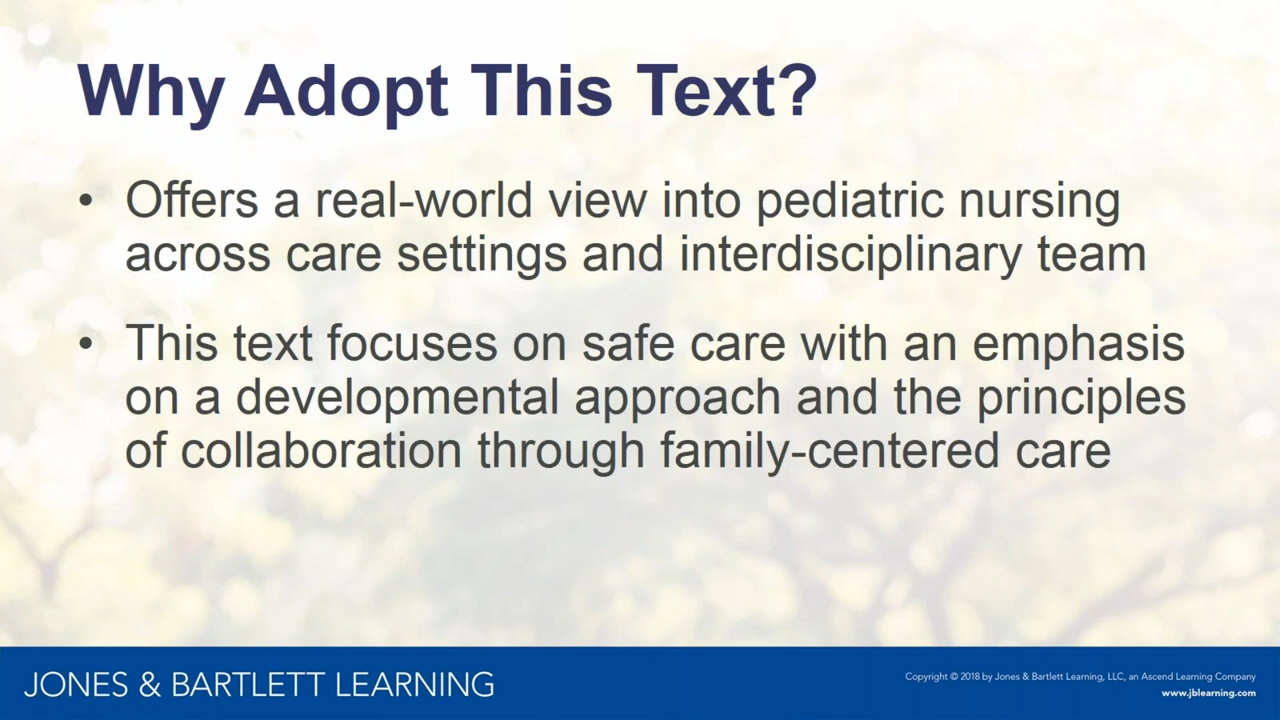 Why Adopt This Text?
• Offers a real-world view into pediatric nursing
across care settings and interdisciplinary team
• This text focuses on safe care with an emphasis
on a developmental approach and the principles
of collaboration through family-centered care
JONES & BARTLETT LEARNING
Copyright © 2018 by Jones & Bartlett Learning, LLC, an Ascend Learning Company
www.jblearning.com